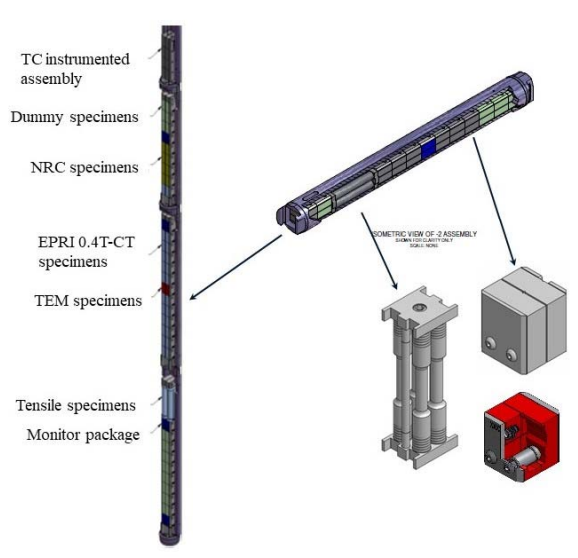 TC instrumented
assembly
Dummy specimens
NRC specimens
EPRI 0.4T-CT
specimens
TEM specimens
Tensile specimens
Monitor package
ISOMETRIC VIEW OF -2 ASSEMBLY
SHOWN FOR CLARITY ONLY
SCALE: NONE